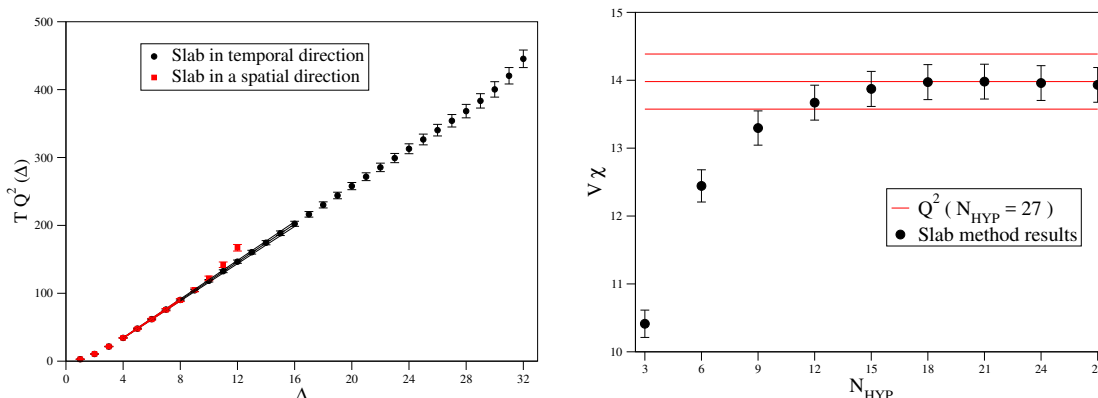 500
400
300
200
100
0
T Q² (Δ)
Slab in temporal direction
Slab in a spatial direction
0 4 8 12 16 20 24 28 32
Δ
15
14
13
12
11
10
V χ
Q² ( N_HYP = 27 )
Slab method results
3 6 9 12 15 18 21 24
N_HYP